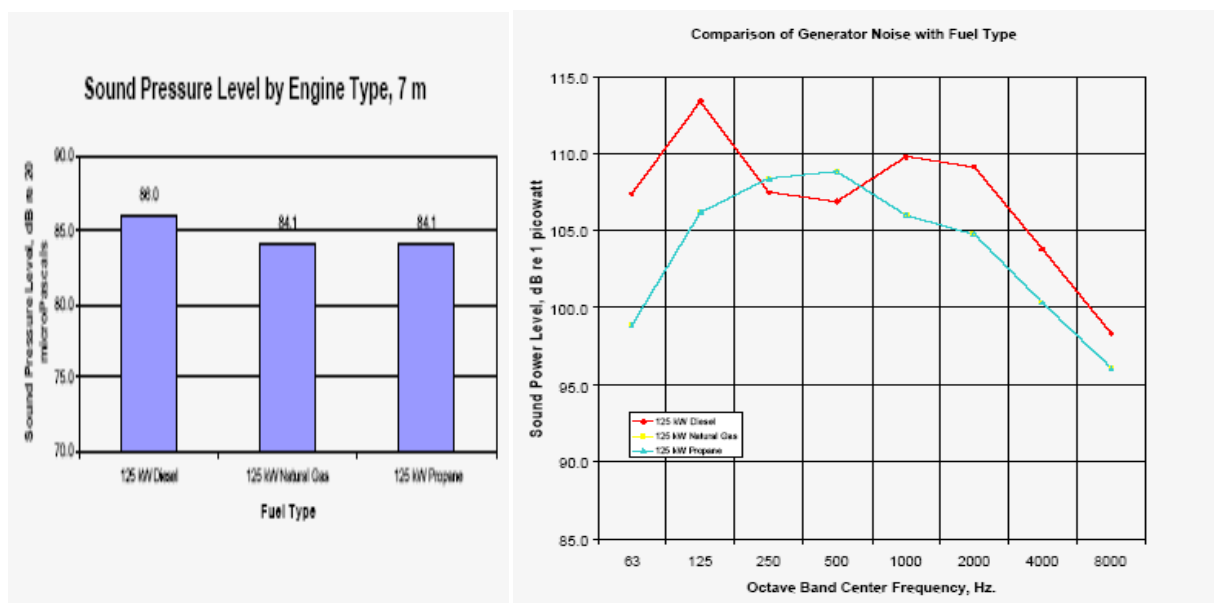 Sound Pressure Level by Engine Type, 7 m
Sound Pressure Level, dB re 20
microPascals
90.0
85.0
80.0
75.0
70.0
86.0
84.1
84.1
125 kW Diesel
125 kW Natural Gas
125 kW Propane
Fuel Type
Comparison of Generator Noise with Fuel Type
Sound Power Level, dB re 1 picowatt
115.0
110.0
105.0
100.0
95.0
90.0
85.0
125 kW Diesel
125 kW Natural Gas
125 kW Propane
63 125 250 500 1000 2000 4000 8000
Octave Band Center Frequency, Hz.